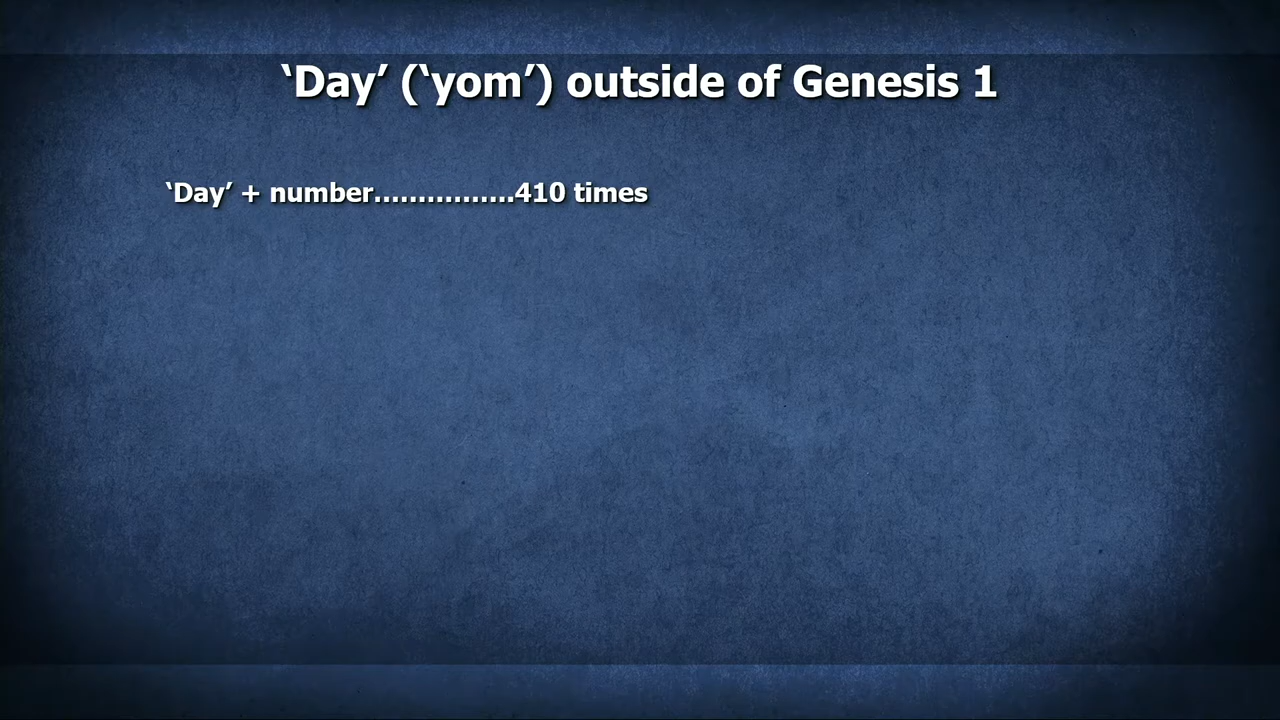 ‘Day’ (‘yom’) outside of Genesis 1
‘Day’ + number................410 times